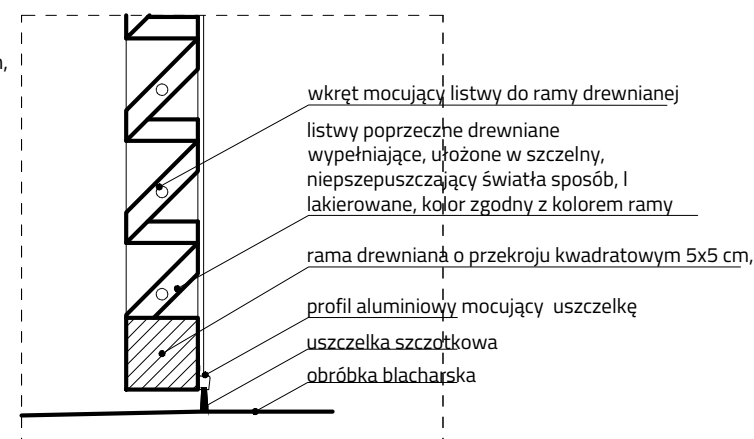 n,
wkręt mocujący listwy do ramy drewnianej
listwy poprzeczne drewniane
wypełniające, ułożone w szczelny,
niepszepuszczający światła sposób, l
lakierowane, kolor zgodny z kolorem ramy
rama drewniana o przekroju kwadratowym 5x5 cm,
profil aluminiowy mocujący uszczelkę
uszczelka szczotkowa
obróbka blacharska